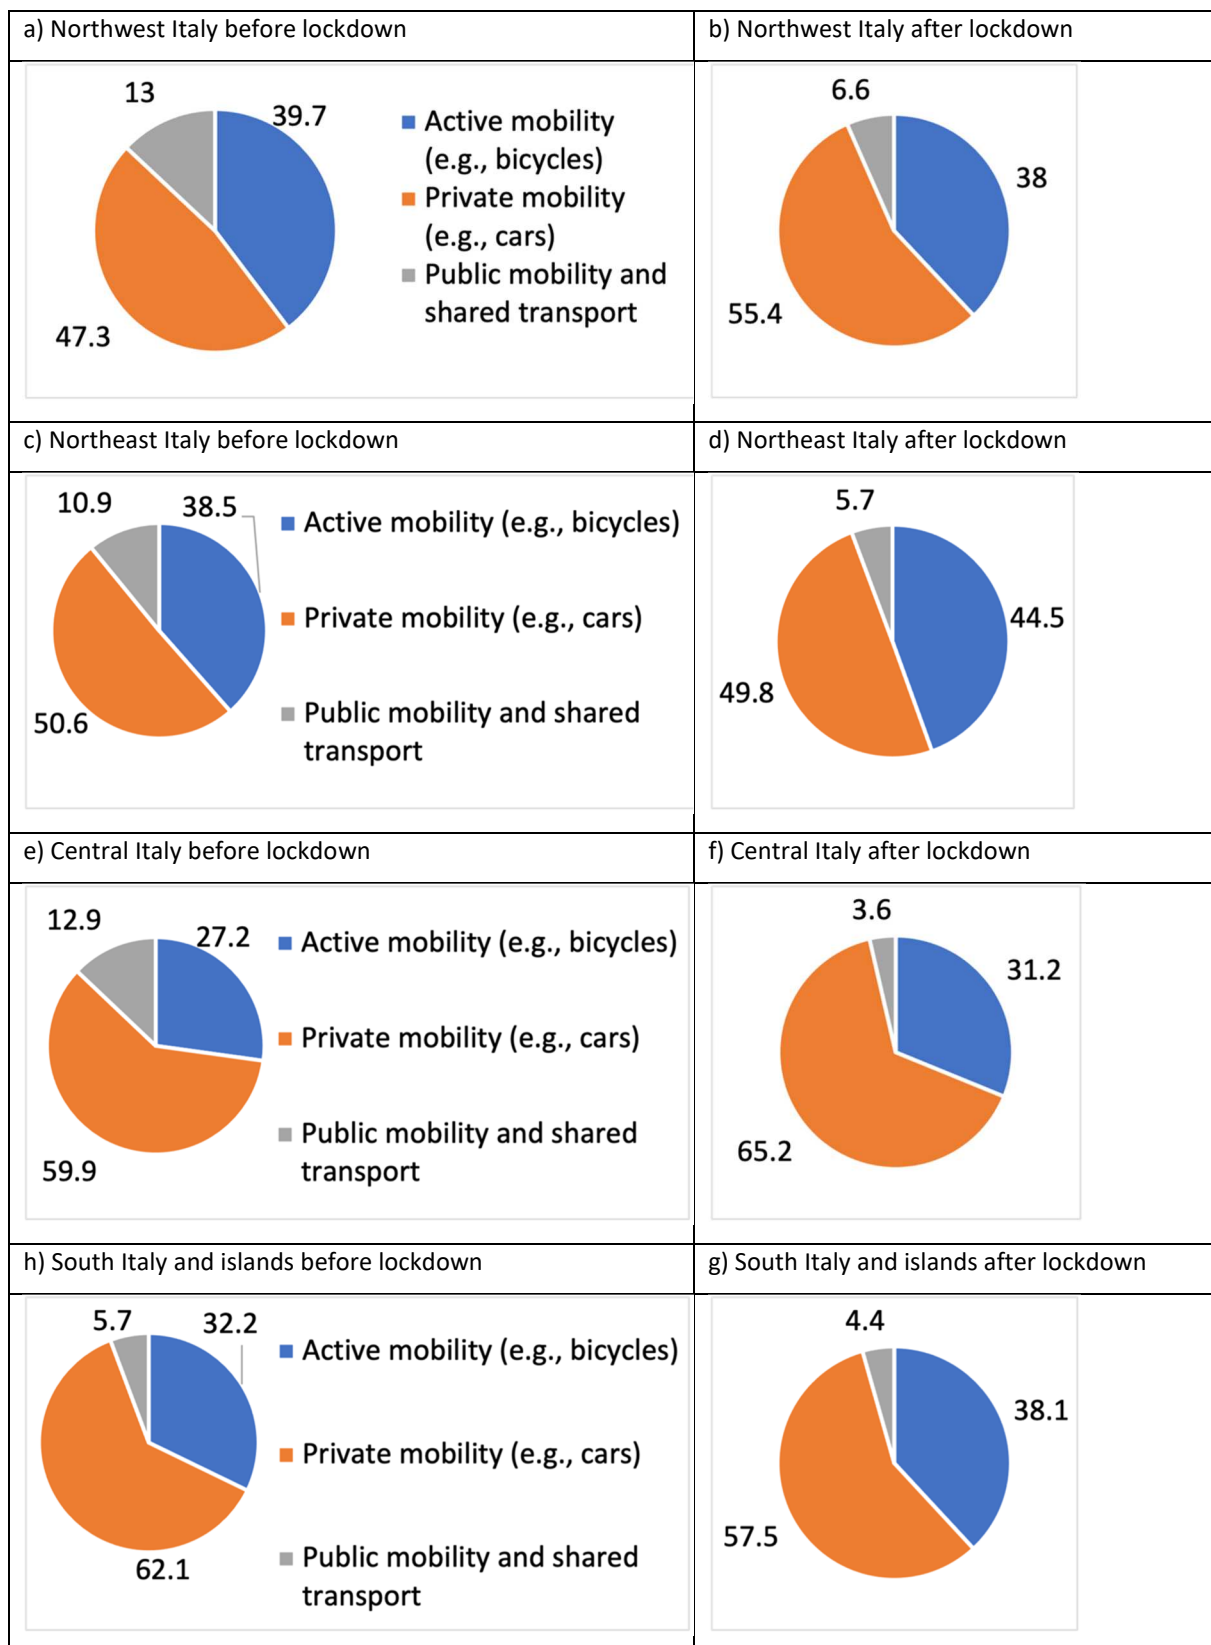 a) Northwest Italy before lockdown
b) Northwest Italy after lockdown
13
39.7
47.3
Active mobility
(e.g., bicycles)
Private mobility
(e.g., cars)
Public mobility and
shared transport
6.6
38
55.4
c) Northeast Italy before lockdown
d) Northeast Italy after lockdown
10.9
38.5
50.6
Active mobility (e.g., bicycles)
Private mobility (e.g., cars)
Public mobility and shared
transport
5.7
44.5
49.8
e) Central Italy before lockdown
f) Central Italy after lockdown
12.9
27.2
59.9
Active mobility (e.g., bicycles)
Private mobility (e.g., cars)
Public mobility and shared
transport
3.6
31.2
65.2
h) South Italy and islands before lockdown
g) South Italy and islands after lockdown
5.7
32.2
62.1
Active mobility (e.g., bicycles)
Private mobility (e.g., cars)
Public mobility and shared
transport
4.4
38.1
57.5